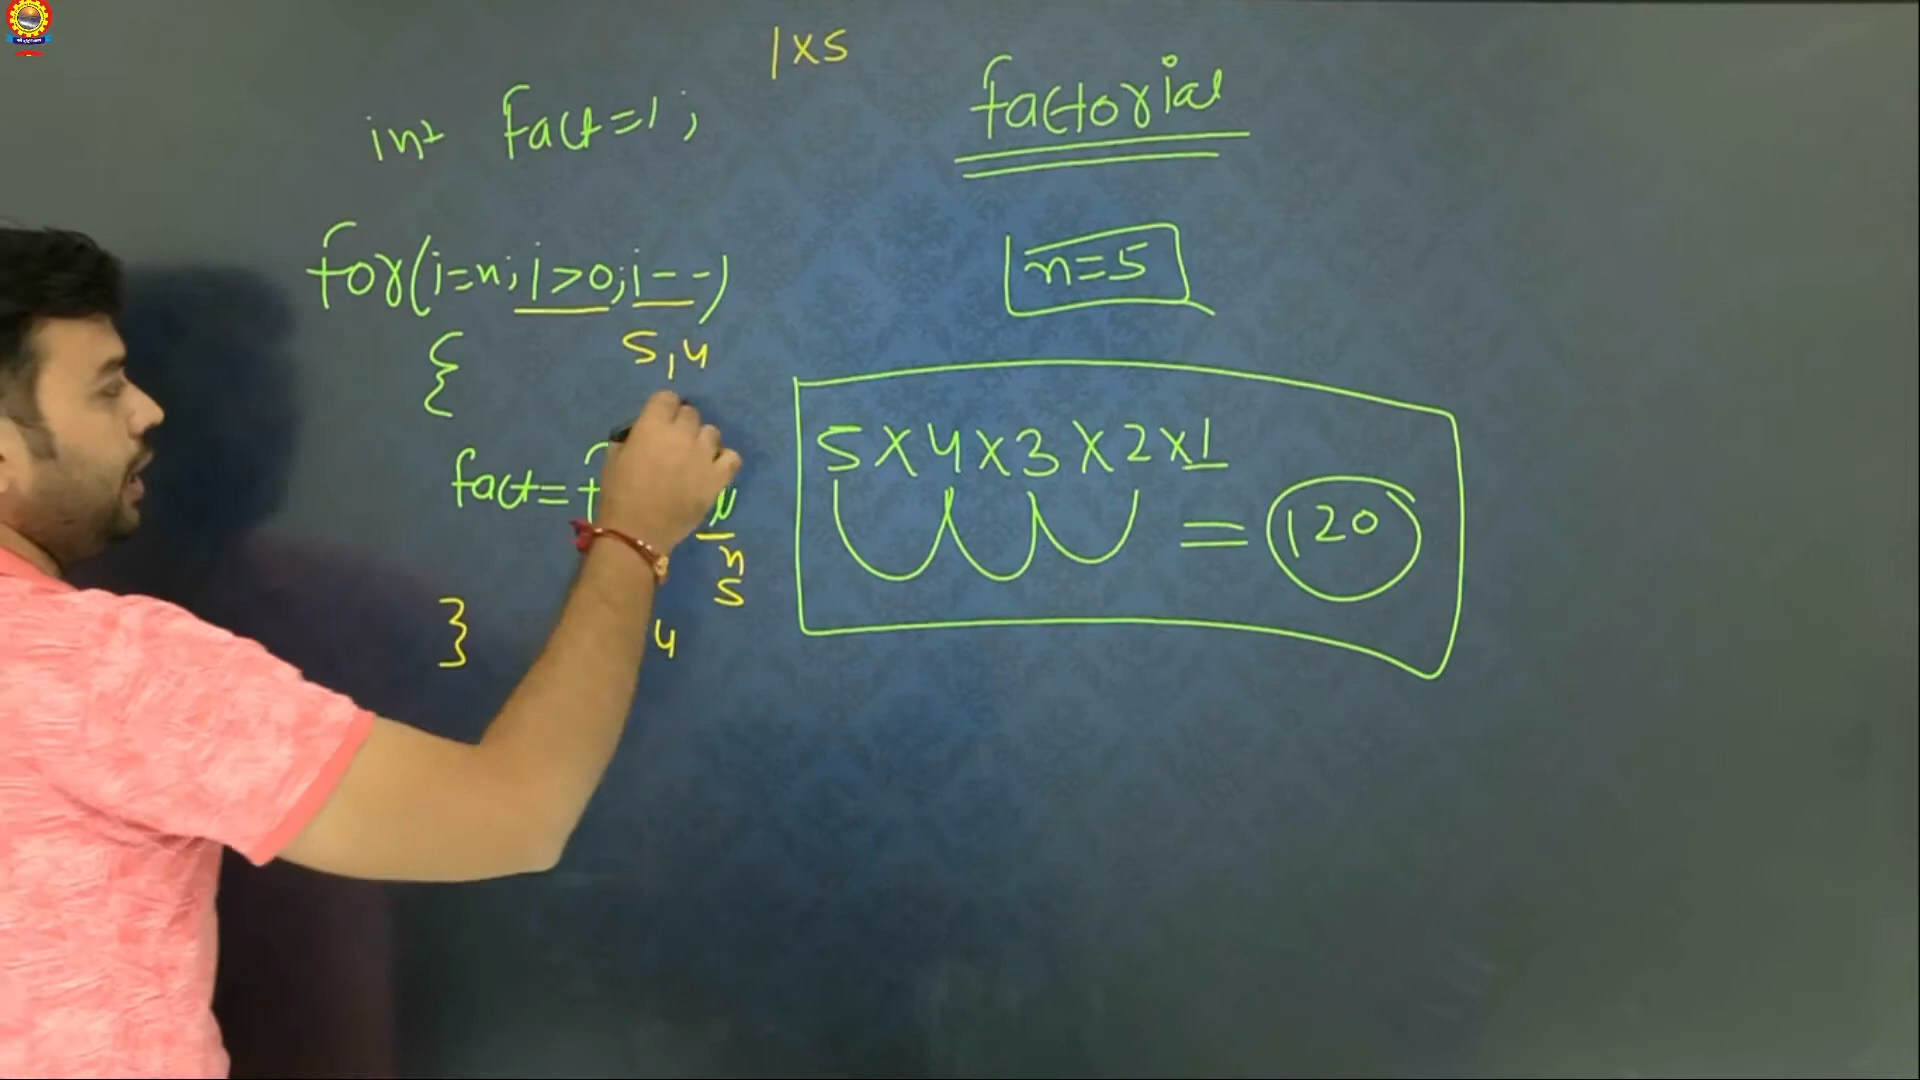 1x5
int fact=1;
factorial
for(i=n; i>0; i--)
n=5
{
5,4
5x4x3x2x1
fact=f
= 120
n
5
}
4